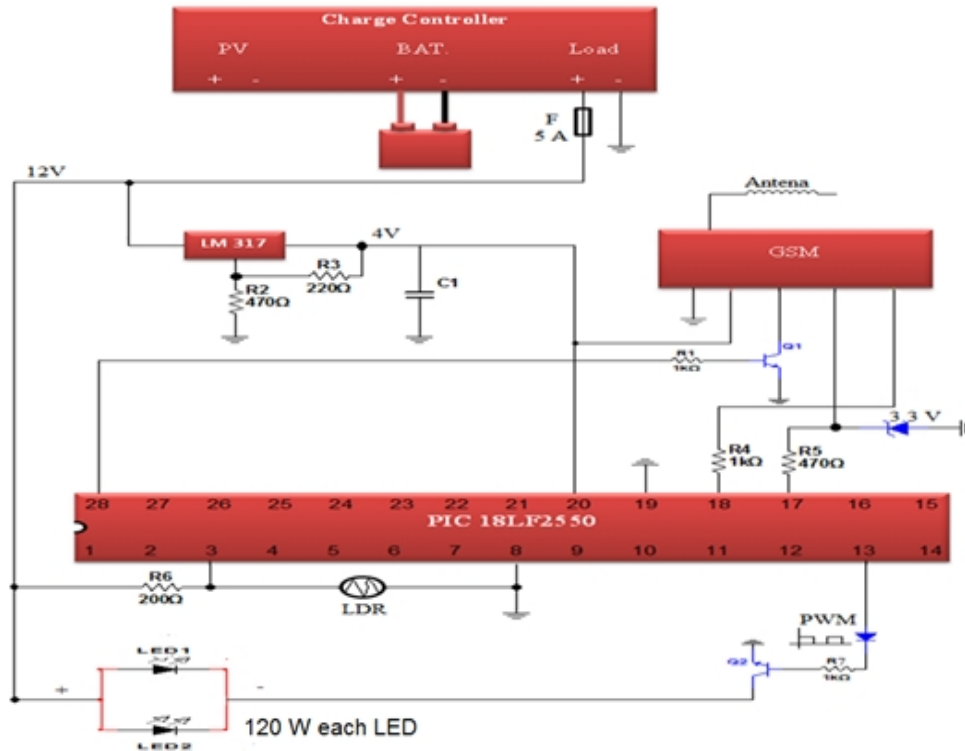 Charge Controller
PV BAT. Load
+ - + - + -
F
5 A
12V
Antena
LM 317
4V
GSM
R3
220Ω
R2
470Ω
C1
R1
1kΩ
Q1
3 3 V
R4
1kΩ
R5
470Ω
28 27 26 25 24 23 22 21 20 19 18 17 16 15
PIC 18LF2550
1 2 3 4 5 6 7 8 9 10 11 12 13 14
R6
200Ω
LDR
PWM
LED1
Q2
R7
1kΩ
+ -
120 W each LED
LED2